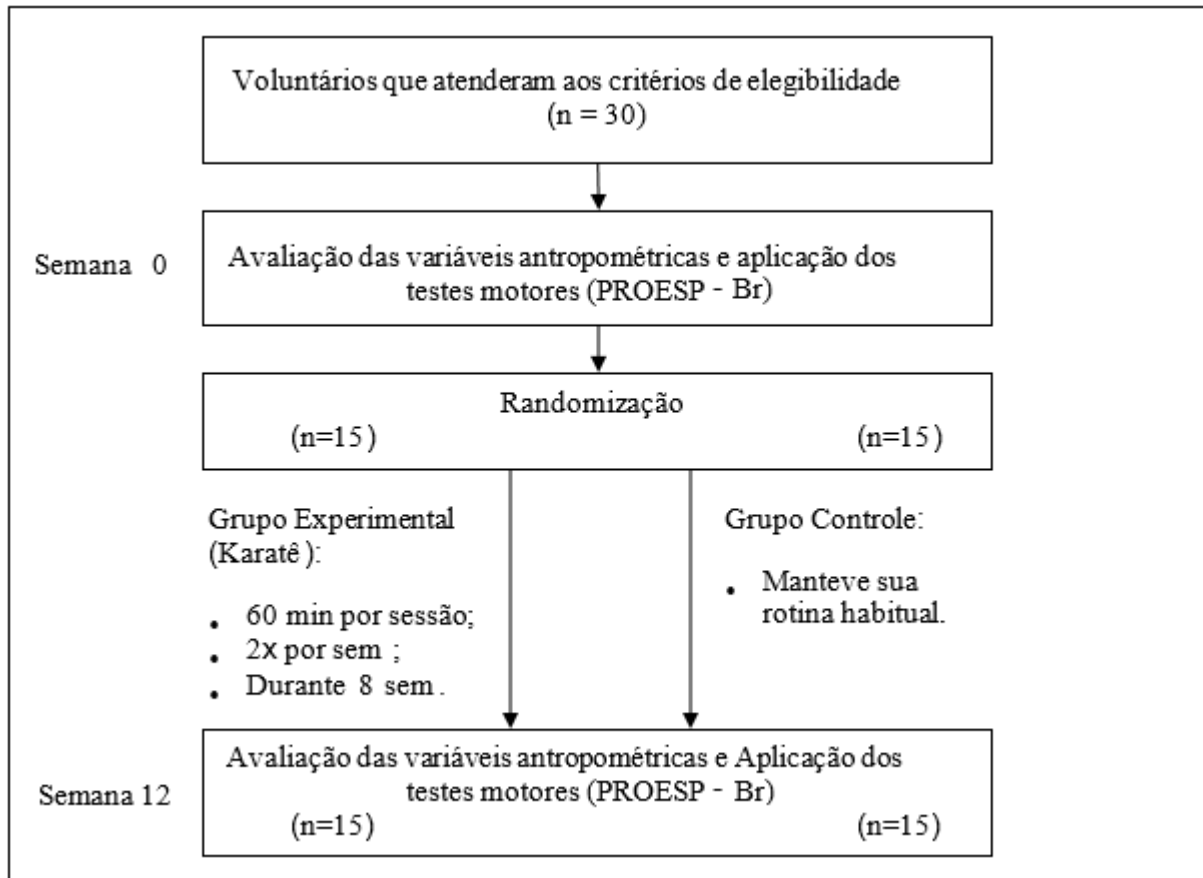 Voluntários que atenderam aos critérios de elegibilidade
(n = 30)
Semana 0
Avaliação das variáveis antropométricas e aplicação dos
testes motores (PROESP - Br)
Randomização
(n=15) (n=15)
Grupo Experimental
(Karatê):
• 60 min por sessão;
• 2x por sem ;
• Durante 8 sem.
Grupo Controle:
• Manteve sua
rotina habitual.
Semana 12
Avaliação das variáveis antropométricas e Aplicação dos
testes motores (PROESP - Br)
(n=15) (n=15)